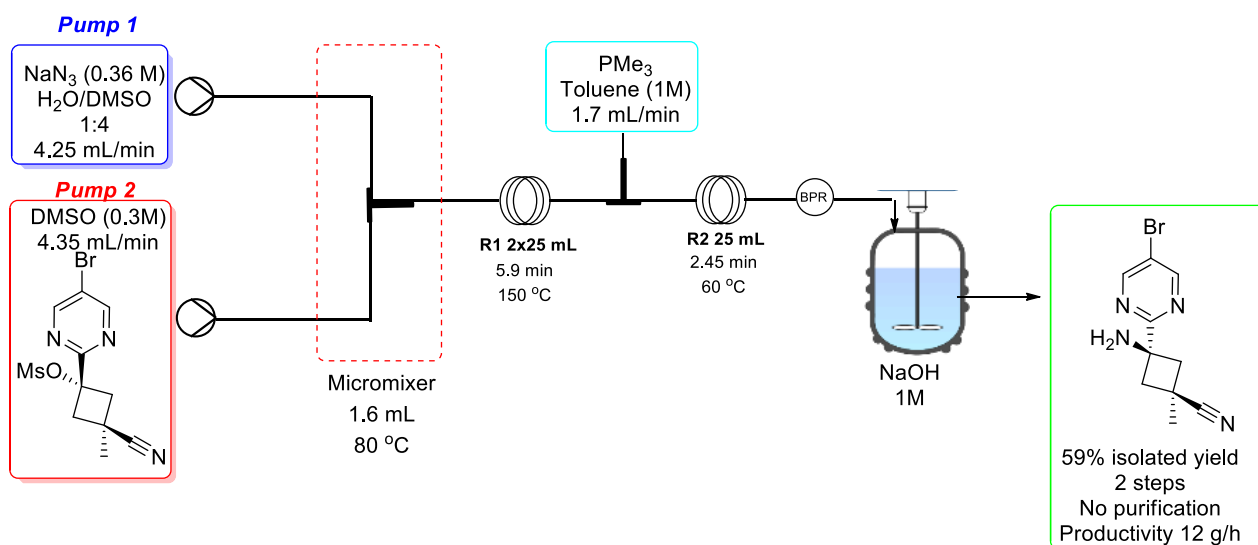 Pump 1
NaN₃ (0.36 M)
H₂O/DMSO
1:4
4.25 mL/min
Pump 2
DMSO (0.3M)
4.35 mL/min
Br
N N
MsO
N
Micromixer
1.6 mL
80 °C
R1 2x25 mL
5.9 min
150 °C
PMe₃
Toluene (1M)
1.7 mL/min
R2 25 mL
2.45 min
60 °C
BPR
NaOH
1M
Br
N N
H₂N
N
59% isolated yield
2 steps
No purification
Productivity 12 g/h